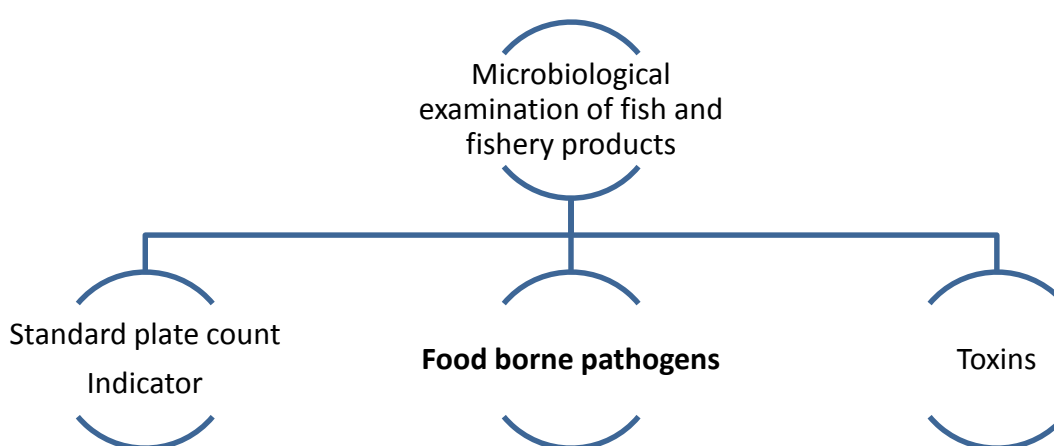 Microbiological
examination of fish and
fishery products
Standard plate count
Indicator
Food borne pathogens
Toxins